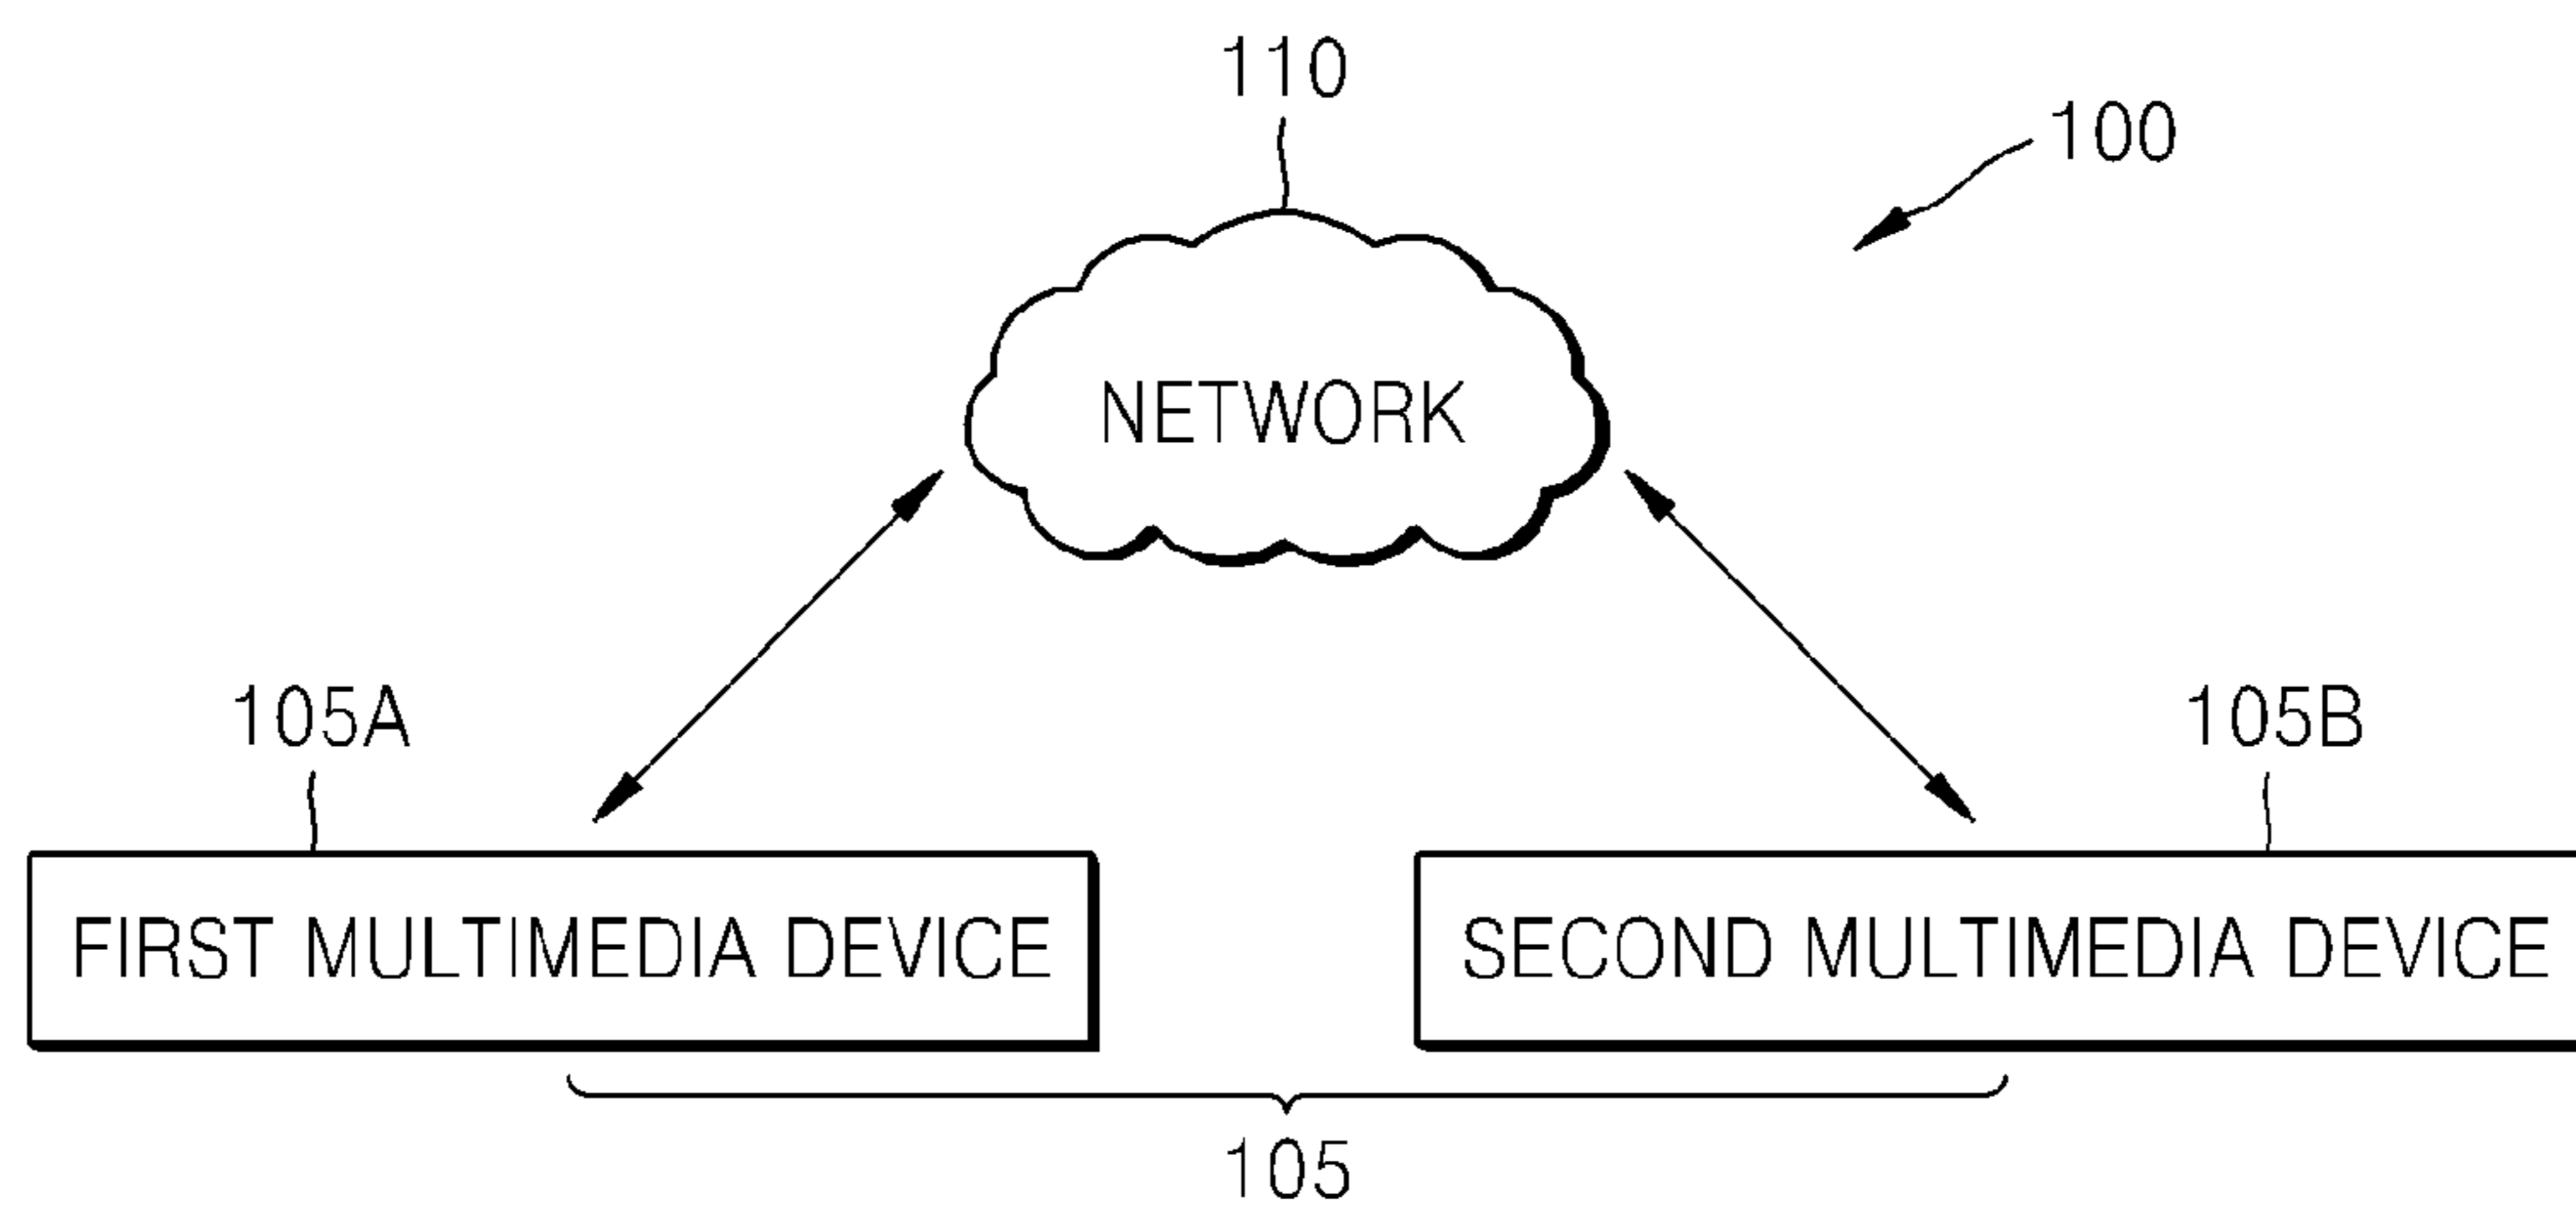 110
100
NETWORK
105A
105B
FIRST MULTIMEDIA DEVICE
SECOND MULTIMEDIA DEVICE
105